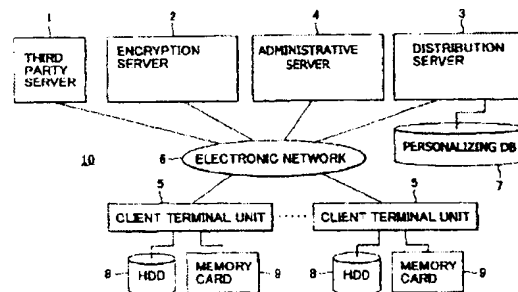 1
2
4
3
THIRD PARTY SERVER
ENCRYPTION SERVER
ADMINISTRATIVE SERVER
DISTRIBUTION SERVER
10
6
ELECTRONIC NETWORK
PERSONALIZING DB
7
5
5
CLIENT TERMINAL UNIT
CLIENT TERMINAL UNIT
8
HDD
MEMORY CARD
9
8
HDD
MEMORY CARD
9